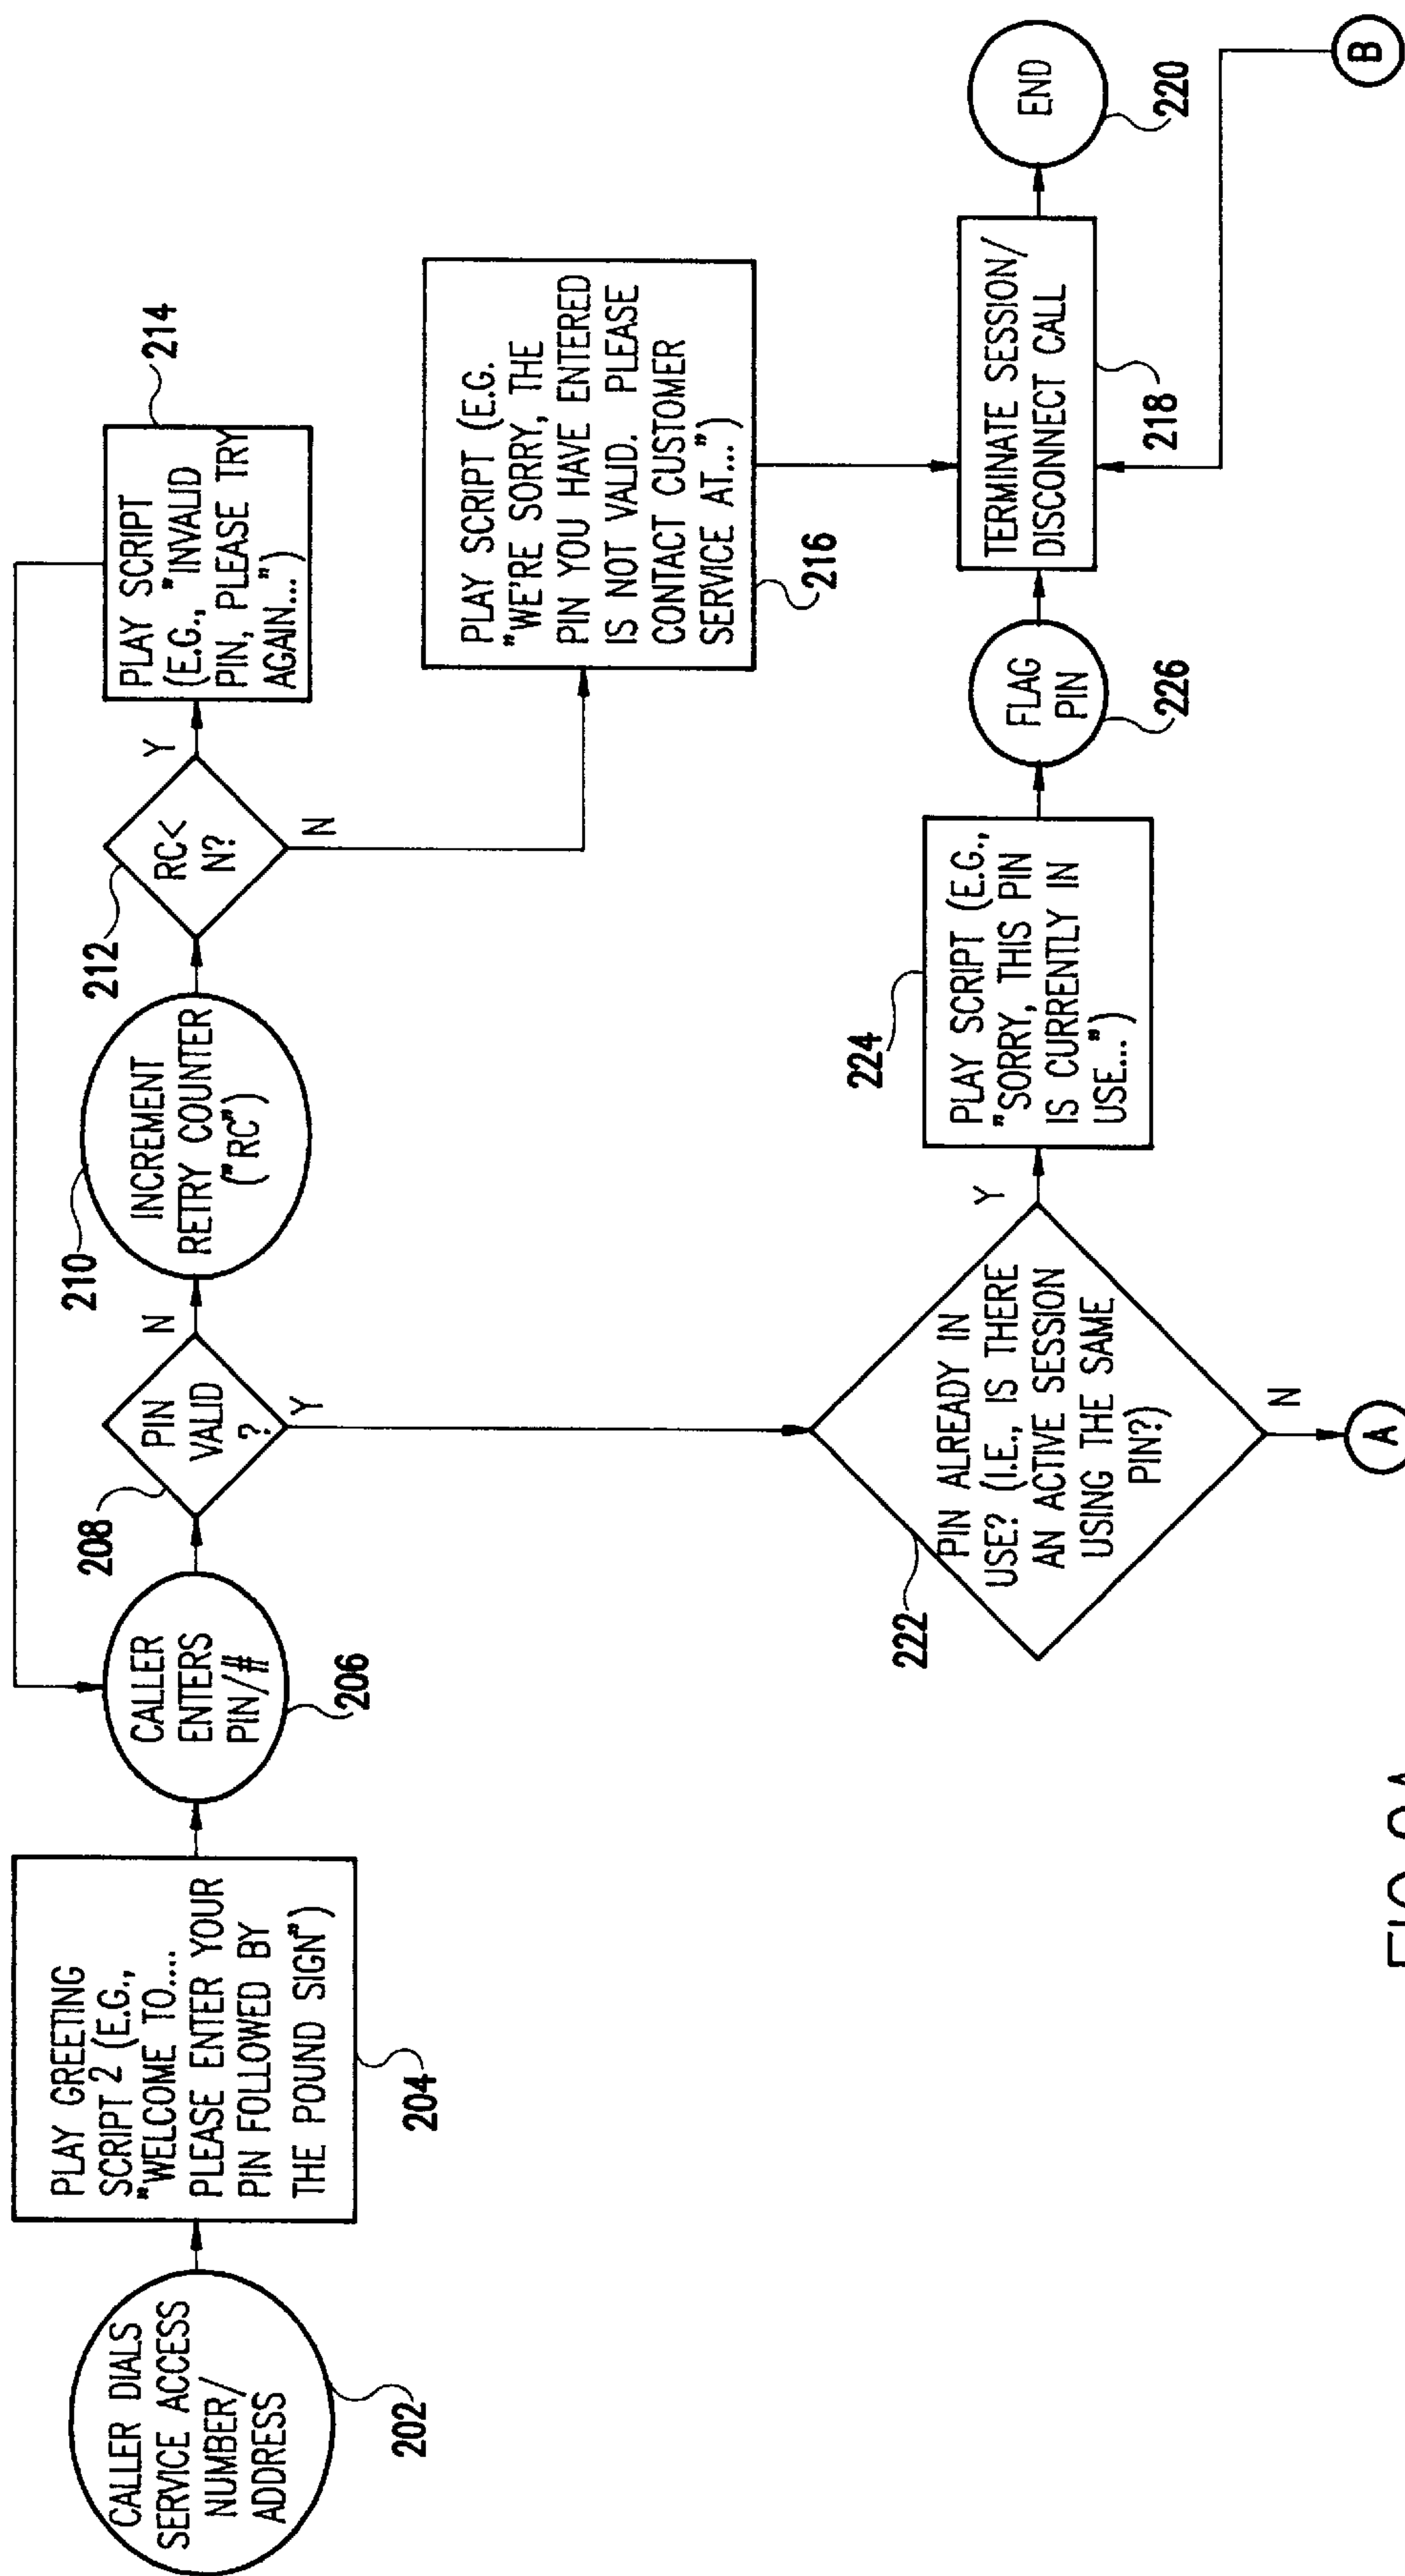 CALLER DIALS
SERVICE ACCESS
NUMBER/
ADDRESS
202
PLAY GREETING
SCRIPT 2 (E.G.,
"WELCOME TO....
PLEASE ENTER YOUR
PIN FOLLOWED BY
THE POUND SIGN")
204
CALLER
ENTERS
PIN/#
206
208
PIN
VALID
?
N
Y
210
INCREMENT
RETRY COUNTER
("RC")
212
RC<
N?
Y
N
PLAY SCRIPT
(E.G., "INVALID
PIN, PLEASE TRY
AGAIN...")
214
PLAY SCRIPT (E.G.
"WE'RE SORRY, THE
PIN YOU HAVE ENTERED
IS NOT VALID. PLEASE
CONTACT CUSTOMER
SERVICE AT...")
216
222
PIN ALREADY IN
USE? (I.E., IS THERE
AN ACTIVE SESSION
USING THE SAME
PIN?)
Y
N
A
224
PLAY SCRIPT (E.G.,
"SORRY, THIS PIN
IS CURRENTLY IN
USE...")
FLAG
PIN
226
TERMINATE SESSION/
DISCONNECT CALL
218
END
220
B